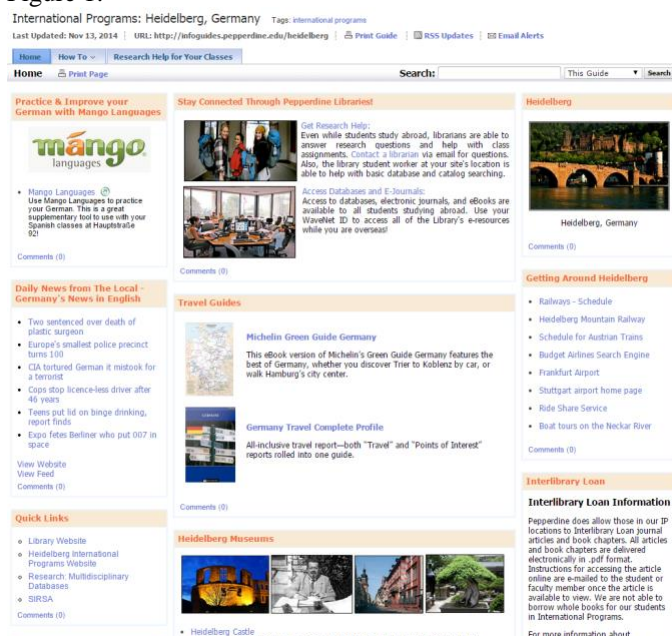 Figure 1.
International Programs: Heidelberg, Germany Tags: international programs
Last Updated: Nov 13, 2014 URL: http://infoguides.pepperdine.edu/heidelberg Print Guide RSS Updates Email Alerts
Home How To Research Help for Your Classes
Home Print Page Search: This Guide Search
Practice & Improve your
German with Mango Languages
mango
languages
Mango Languages
Use Mango Languages to practice
your German. This is a great
supplementary tool to use with your
Spanish classes at Hauptstraße
92!
Comments (0)
Daily News from The Local -
Germany's News in English
Two sentenced over death of
plastic surgeon
Europe's smallest police precinct
turns 100
CIA tortured German it mistook for
a terrorist
Cops stop licence-less driver after
46 years
Teens put lid on binge drinking,
report finds
Expo fetes Berliner who put 007 in
space
View Website
View Feed
Comments (0)
Quick Links
Library Website
Heidelberg International
Programs Website
Research: Multidisciplinary
Databases
SIRSA
Comments (0)
Stay Connected Through Pepperdine Libraries!
Get Research Help:
Even while students study abroad, librarians are able to
answer research questions and help with class
assignments. Contact a librarian via email for questions.
Also, the library student worker at your site's location is
able to help with basic database and catalog searching.
Access Databases and E-Journals:
Access to databases, electronic journals, and eBooks are
available to all students studying abroad. Use your
WaveNet ID to access all of the Library's e-resources
while you are overseas!
Comments (0)
Travel Guides
Michelin Green Guide Germany
This eBook version of Michelin's Green Guide Germany features the
best of Germany, whether you discover Trier to Koblenz by car, or
walk Hamburg's city center.
Germany Travel Complete Profile
All-inclusive travel report—both "Travel" and "Points of Interest"
reports rolled into one guide.
Comments (0)
Heidelberg Museums
Heidelberg Castle
Heidelberg
Heidelberg, Germany
Comments (0)
Getting Around Heidelberg
Railways - Schedule
Heidelberg Mountain Railway
Schedule for Austrian Trains
Budget Airlines Search Engine
Frankfurt Airport
Stuttgart airport home page
Ride Share Service
Boat tours on the Neckar River
Comments (0)
Interlibrary Loan
Interlibrary Loan Information
Pepperdine does allow those in our IP
locations to Interlibrary Loan journal
articles and book chapters. All articles
and book chapters are delivered
electronically in .pdf format.
Instructions for accessing the article
online are e-mailed to the student or
faculty member once the article is
available to view. We are not able to
borrow whole books for our students
in International Programs.
For more information about